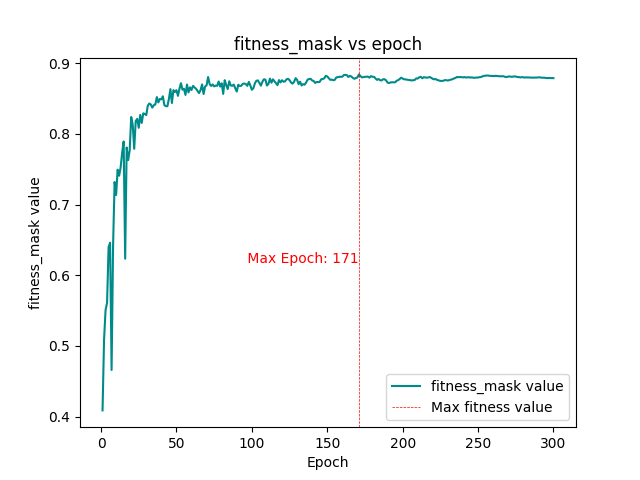 fitness_mask vs epoch
fitness_mask value
0.9
0.8
0.7
0.6
0.5
0.4
Max Epoch: 171
fitness_mask value
Max fitness value
0
50
100
150
200
250
300
Epoch